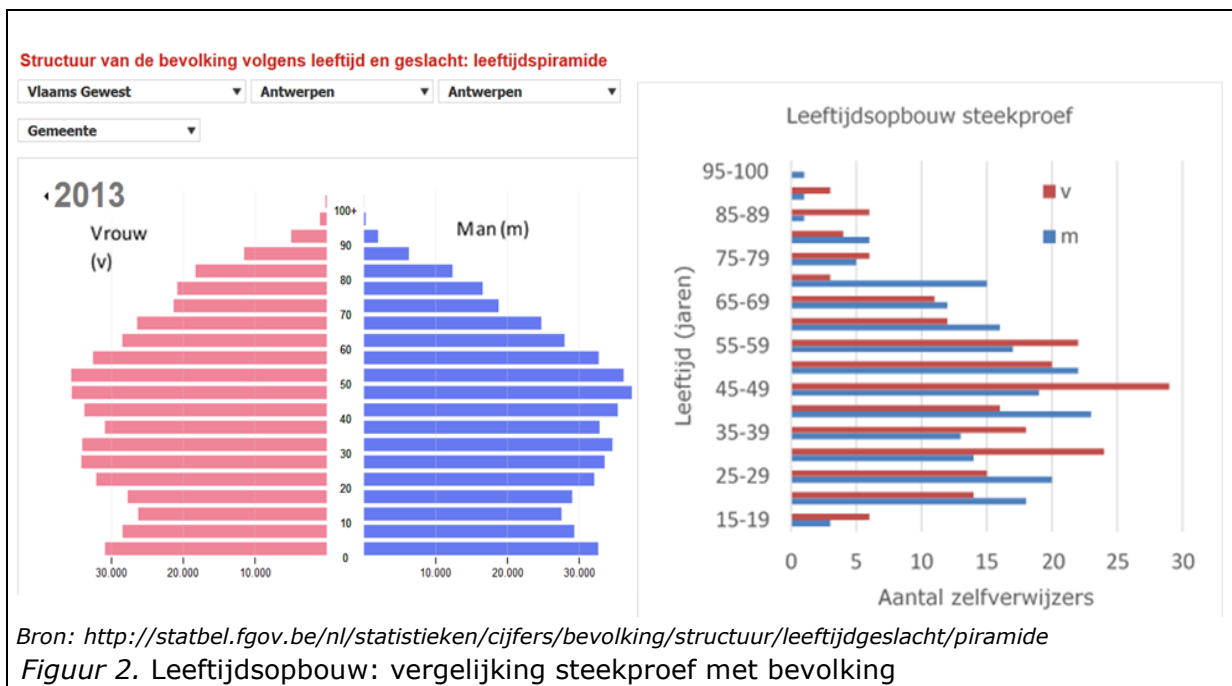 Structuur van de bevolking volgens leeftijd en geslacht: leeftijdspiramide
Vlaams Gewest
Antwerpen
Antwerpen
Gemeente
2013
Vrouw
(v)
Man (m)
100+
90
80
70
60
50
40
30
20
10
0
30.000
20.000
10.000
10.000
20.000
30.000
Leeftijdsopbouw steekproef
v
m
Leeftijd (jaren)
95-100
85-89
75-79
65-69
55-59
45-49
35-39
25-29
15-19
0
5
10
15
20
25
30
Aantal zelfverwijzers
Bron: http://statbel.fgov.be/nl/statistieken/cijfers/bevolking/structuur/leeftijdgeslacht/piramide
Figuur 2. Leeftijdsopbouw: vergelijking steekproef met bevolking